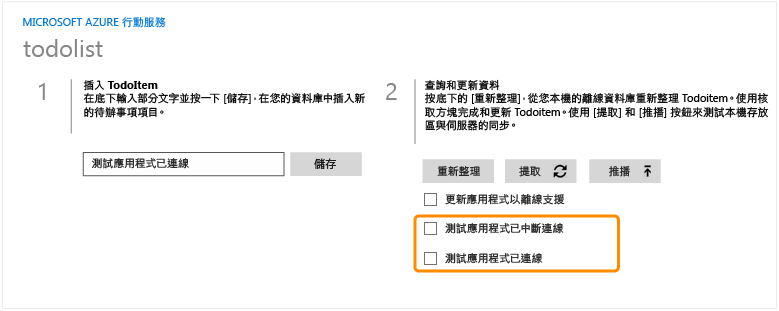 MICROSOFT AZURE 行動服務
todolist
1
插入 TodoItem
在底下輸入部分文字並按一下 [儲存]，在您的資料庫中插入新
的待辦事項項目。
測試應用程式已連線
儲存
2
查詢和更新資料
按底下的 [重新整理]，從您本機的離線資料庫重新整理 Todoitem。使用核
取方塊完成和更新 Todoitem。使用 [提取] 和 [推播] 按鈕來測試本機存放
區與伺服器的同步。
重新整理
提取
推播
更新應用程式以離線支援
測試應用程式已中斷連線
測試應用程式已連線